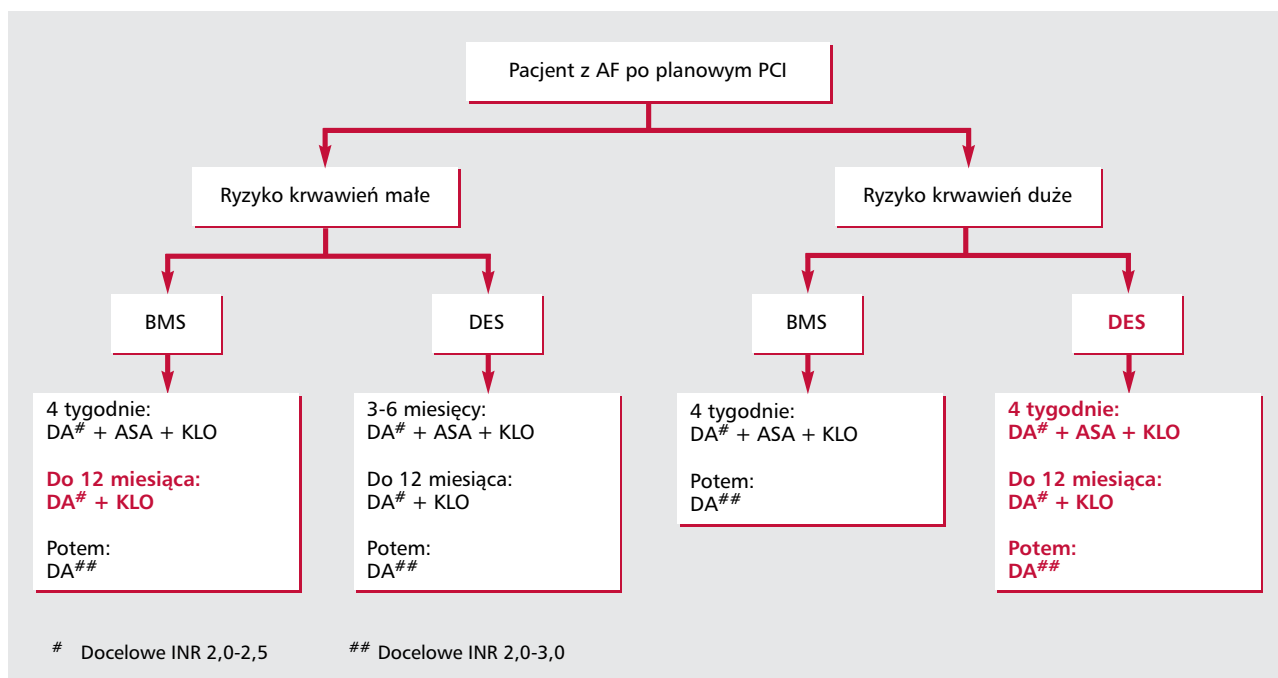 Pacjent z AF po planowym PCI
Ryzyko krwawień małe
Ryzyko krwawień duże
BMS
DES
BMS
DES
4 tygodnie:
DA# + ASA + KLO
Do 12 miesiąca:
DA# + KLO
Potem:
DA##
3-6 miesięcy:
DA# + ASA + KLO
Do 12 miesiąca:
DA# + KLO
Potem:
DA##
4 tygodnie:
DA# + ASA + KLO
Potem:
DA##
4 tygodnie:
DA# + ASA + KLO
Do 12 miesiąca:
DA# + KLO
Potem:
DA##
# Docelowe INR 2,0-2,5
## Docelowe INR 2,0-3,0